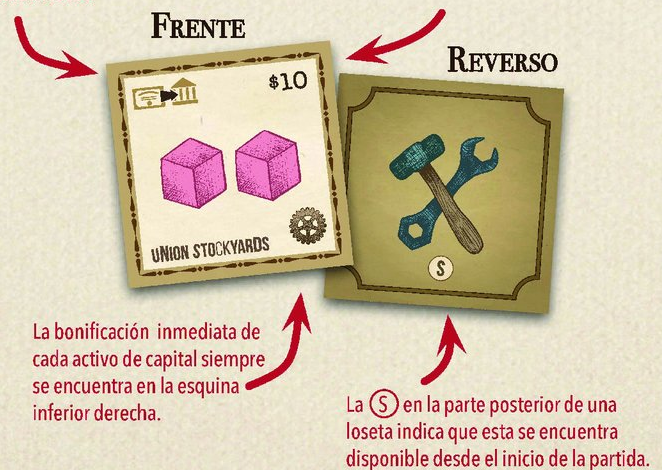 FRENTE
REVERSO
$10
UNION STOCKYARDS
S
La bonificación inmediata de
cada activo de capital siempre
se encuentra en la esquina
inferior derecha.
La S en la parte posterior de una
loseta indica que esta se encuentra
disponible desde el inicio de la partida.